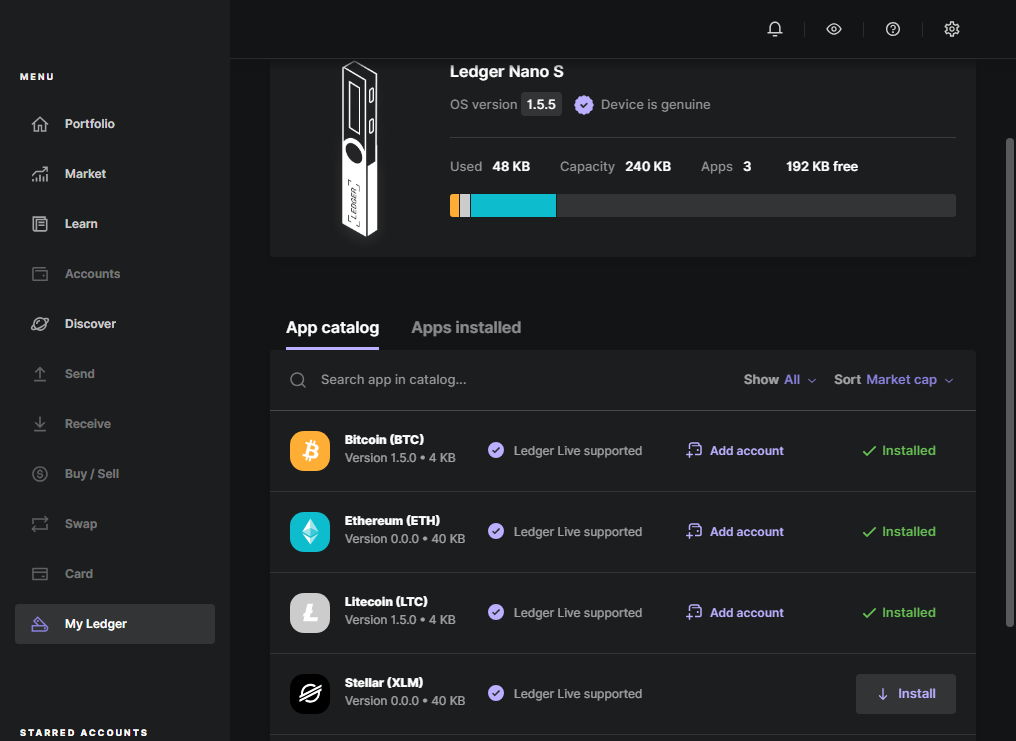 MENU
Portfolio
Market
Learn
Accounts
Discover
Send
Receive
Buy / Sell
Swap
Card
My Ledger
STARRED ACCOUNTS
LEDGER
Ledger Nano S
OS version 1.5.5 Device is genuine
Used 48 KB Capacity 240 KB Apps 3 192 KB free
App catalog Apps installed
Search app in catalog... Show All Sort Market cap
Bitcoin (BTC)
Version 1.5.0 • 4 KB Ledger Live supported Add account Installed
Ethereum (ETH)
Version 0.0.0 • 40 KB Ledger Live supported Add account Installed
Litecoin (LTC)
Version 1.5.0 • 4 KB Ledger Live supported Add account Installed
Stellar (XLM)
Version 0.0.0 • 40 KB Ledger Live supported Install